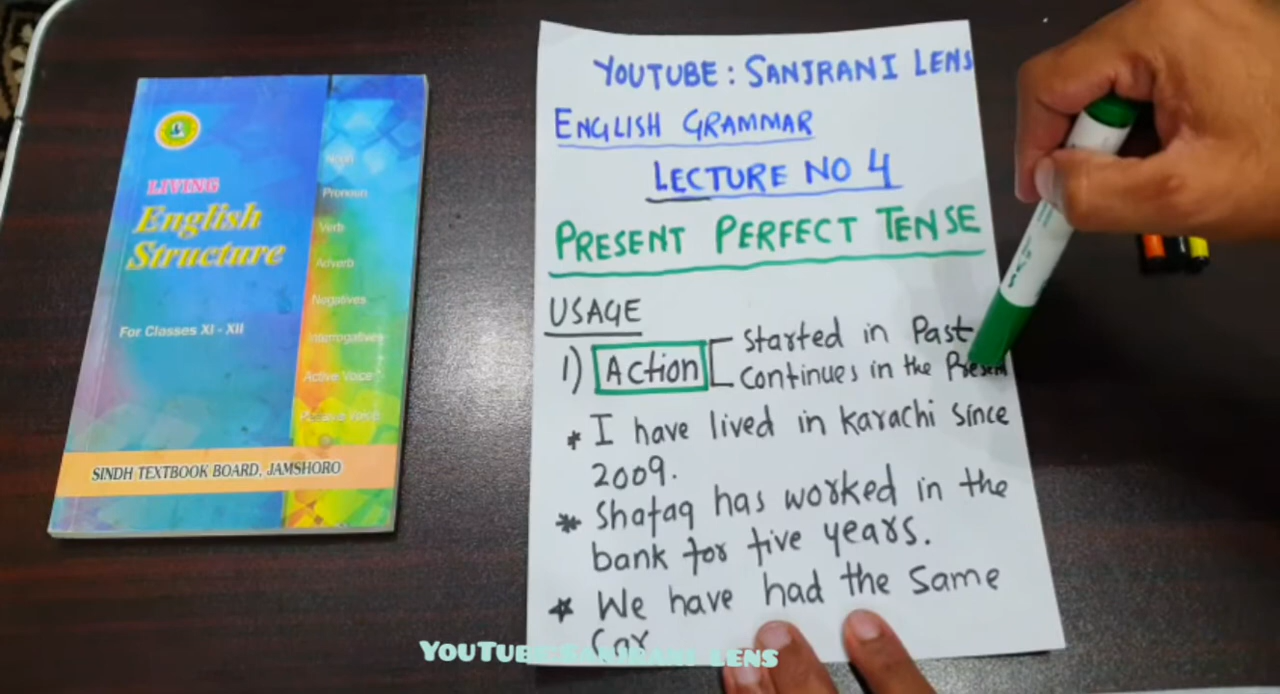 LIVING
English
Structure
For Classes XI - XII
Noun
Pronoun
Verb
Adverb
Negatives
Interrogatives
Active Voice
Passive Voice
SINDH TEXTBOOK BOARD, JAMSHORO
YOUTUBE : SANJRANI LENS
ENGLISH GRAMMAR
LECTURE NO 4
PRESENT PERFECT TENSE
USAGE
1) Action Started in Past
Continues in the Present
* I have lived in Karachi since
2009.
* Shafaq has worked in the
bank for five years.
* We have had the Same
Car
YOUTUBE SANJRANI LENS